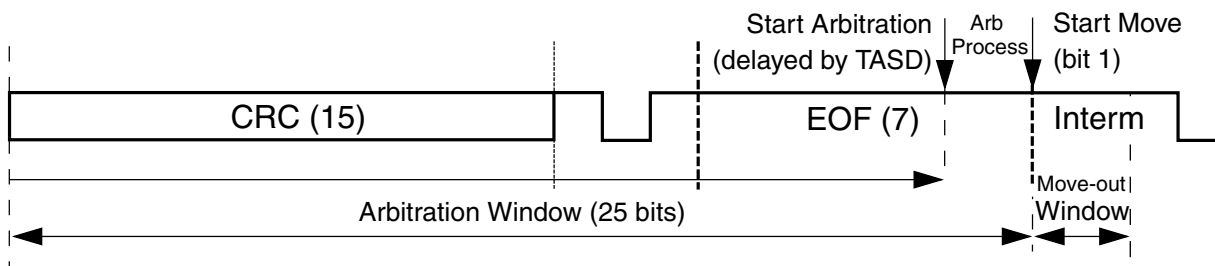 Start Arbitration
(delayed by TASD)
Arb
Process
Start Move
(bit 1)
CRC (15)
EOF (7)
Interm
Arbitration Window (25 bits)
Move-out
Window